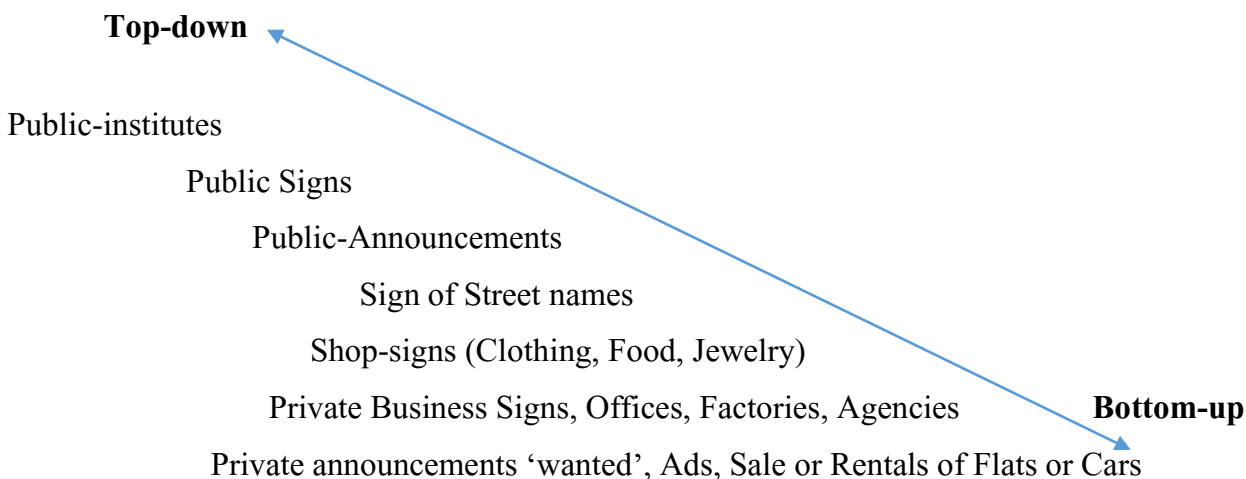 Top-down
Public-institutes
Public Signs
Public-Announcements
Sign of Street names
Shop-signs (Clothing, Food, Jewelry)
Private Business Signs, Offices, Factories, Agencies
Bottom-up
Private announcements ‘wanted’, Ads, Sale or Rentals of Flats or Cars